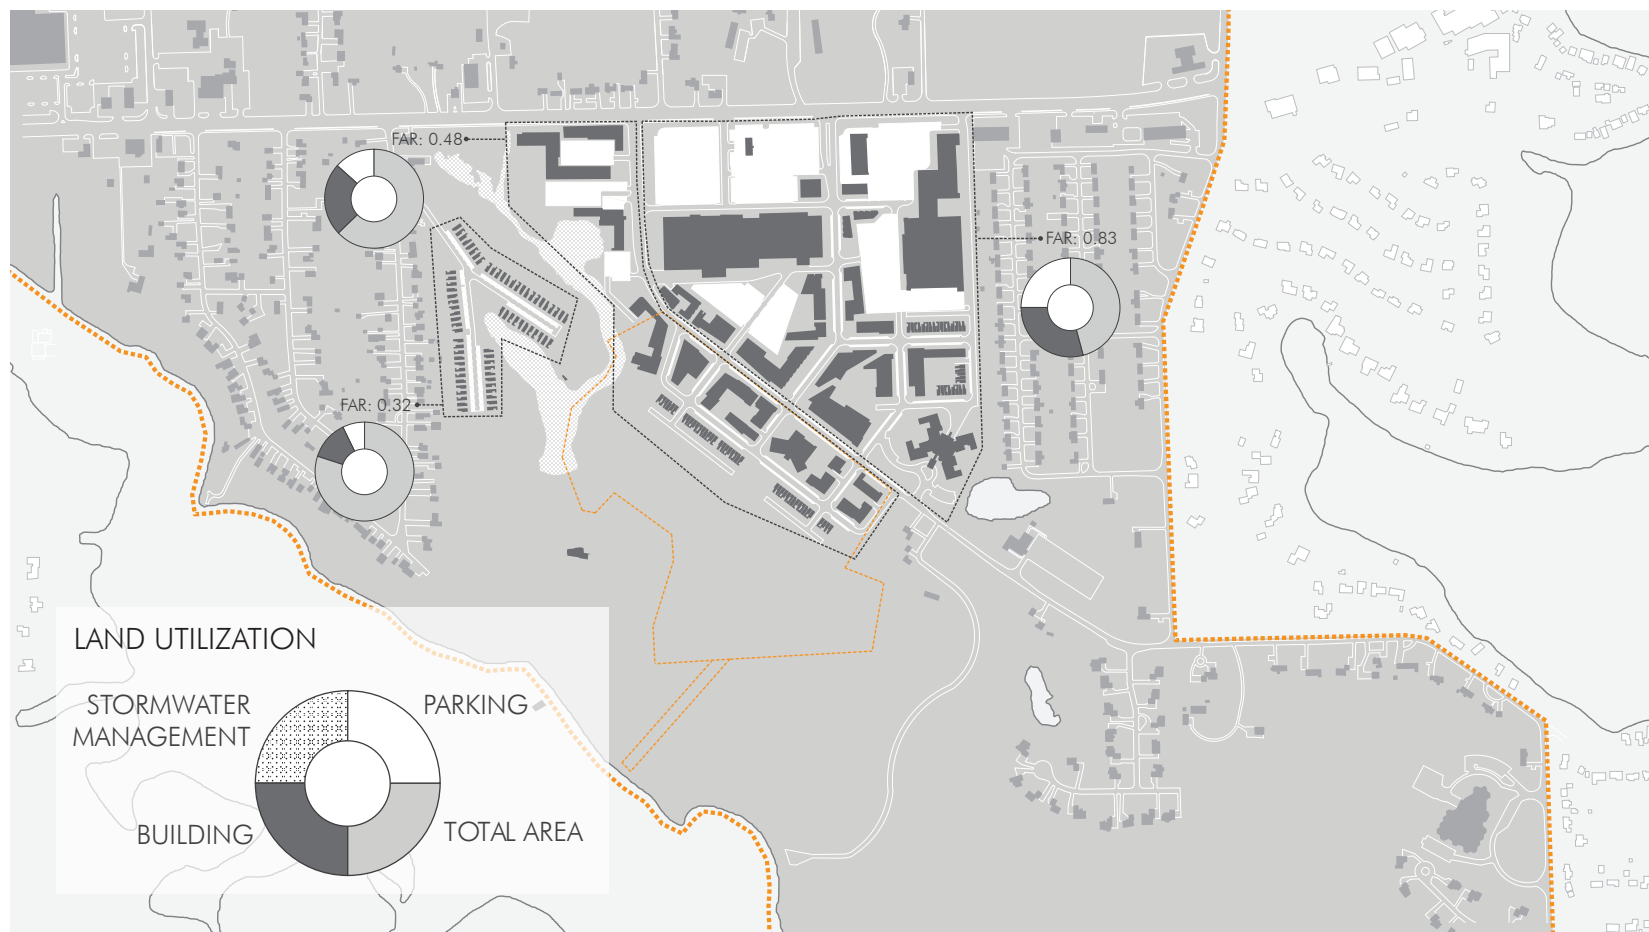 FAR: 0.48
FAR: 0.83
FAR: 0.32
LAND UTILIZATION
STORMWATER
MANAGEMENT
PARKING
BUILDING
TOTAL AREA